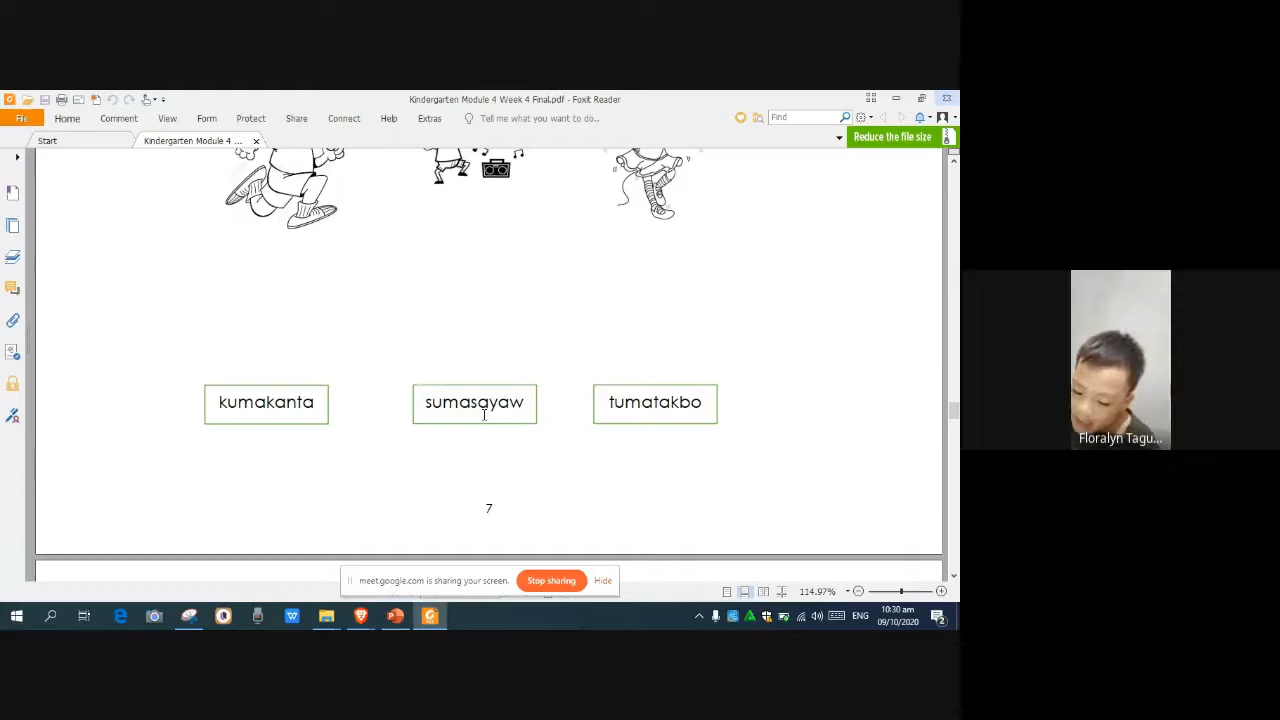 Kindergarten Module 4 Week 4 Final.pdf - Foxit Reader
File Home Comment View Form Protect Share Connect Help Extras Tell me what you want to do.. Find
Start Kindergarten Module 4 ... Reduce the file size
kumakanta sumasayaw tumatakbo
7
Floralyn Tagu...
meet.google.com is sharing your screen. Stop sharing Hide
114.97%
ENG 10:30 am
09/10/2020
2